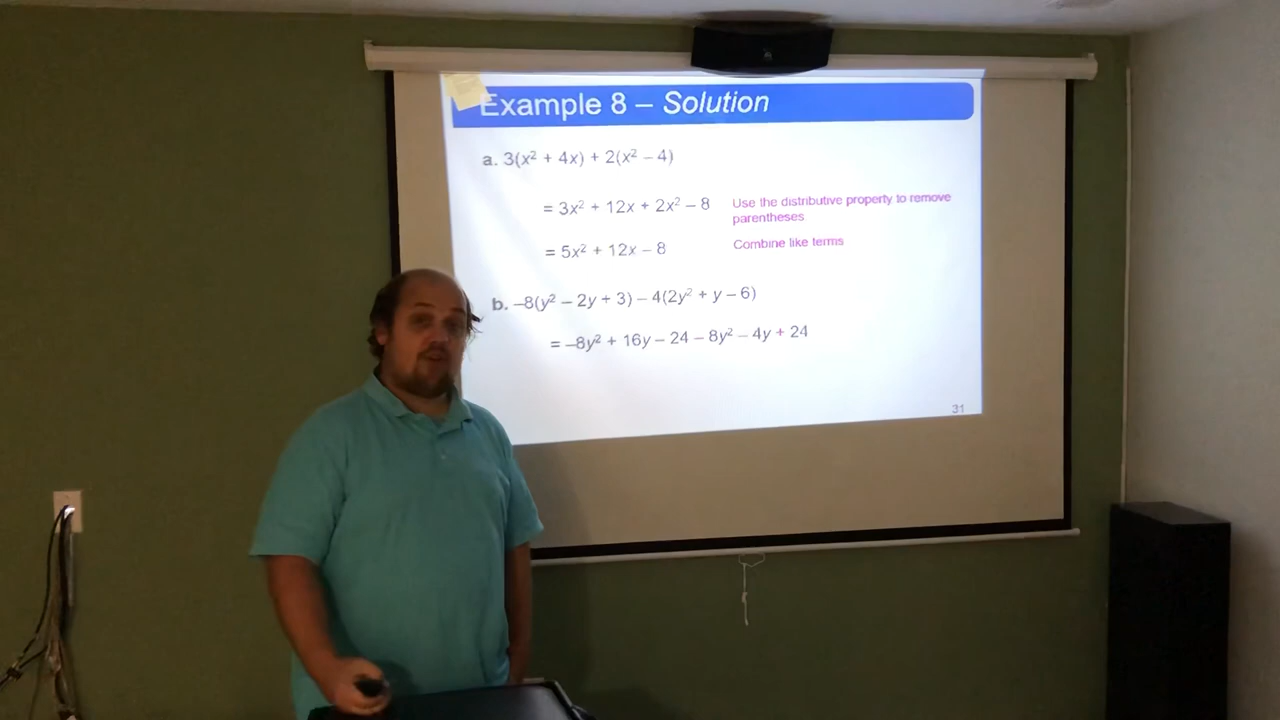 Example 8 – Solution
a. 3(x² + 4x) + 2(x² – 4)
= 3x² + 12x + 2x² – 8 Use the distributive property to remove
parentheses
= 5x² + 12x – 8 Combine like terms
b. –8(y² – 2y + 3) – 4(2y² + y – 6)
= –8y² + 16y – 24 – 8y² – 4y + 24
31